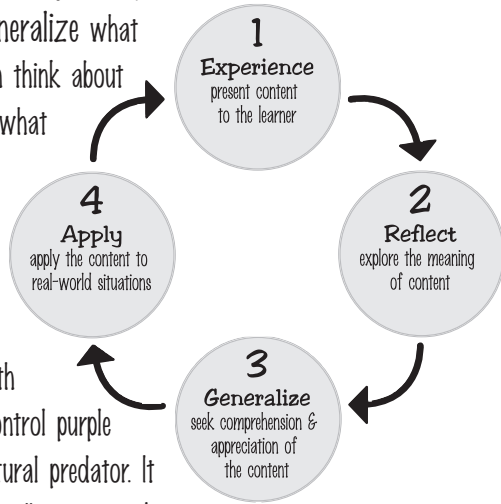 neralize what
think about
what
1
Experience
present content
to the learner
2
Reflect
explore the meaning
of content
3
Generalize
seek comprehension &
appreciation of
the content
4
Apply
apply the content to
real-world situations
th
ntrol purple
tural predator. It